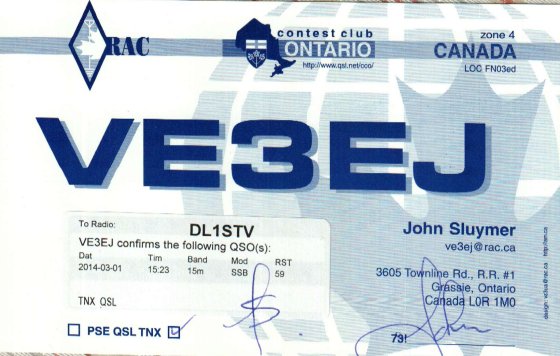 RAC
contest club
ONTARIO
http://www.qsl.net/cco/
zone 4
CANADA
LOC FN03ed
VE3EJ
To Radio: DL1STV
VE3EJ confirms the following QSO(s):
Dat Tim Band Mod RST
2014-03-01 15:23 15m SSB 59
TNX QSL
PSE QSL TNX
John Sluymer
ve3ej@rac.ca
3605 Townline Rd., R.R. #1
Grassie, Ontario
Canada L0R 1M0
73!